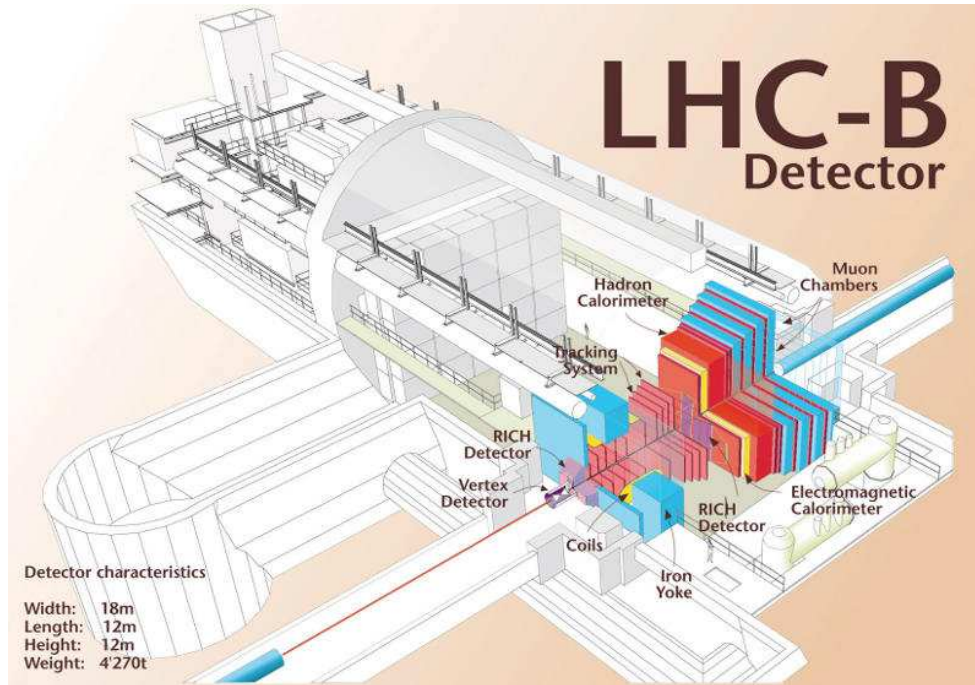 LHC-B
Detector
Muon
Chambers
Hadron
Calorimeter
Tracking
System
RICH
Detector
Vertex
Detector
Coils
Iron
Yoke
RICH
Detector
Electromagnetic
Calorimeter
Detector characteristics
Width: 18m
Length: 12m
Height: 12m
Weight: 4'270t